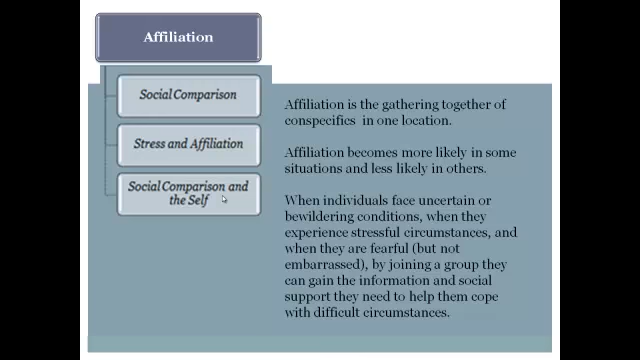 Affiliation
Social Comparison
Stress and Affiliation
Social Comparison and
the Self
Affiliation is the gathering together of
conspecifics in one location.
Affiliation becomes more likely in some
situations and less likely in others.
When individuals face uncertain or
bewildering conditions, when they
experience stressful circumstances, and
when they are fearful (but not
embarrassed), by joining a group they
can gain the information and social
support they need to help them cope
with difficult circumstances.